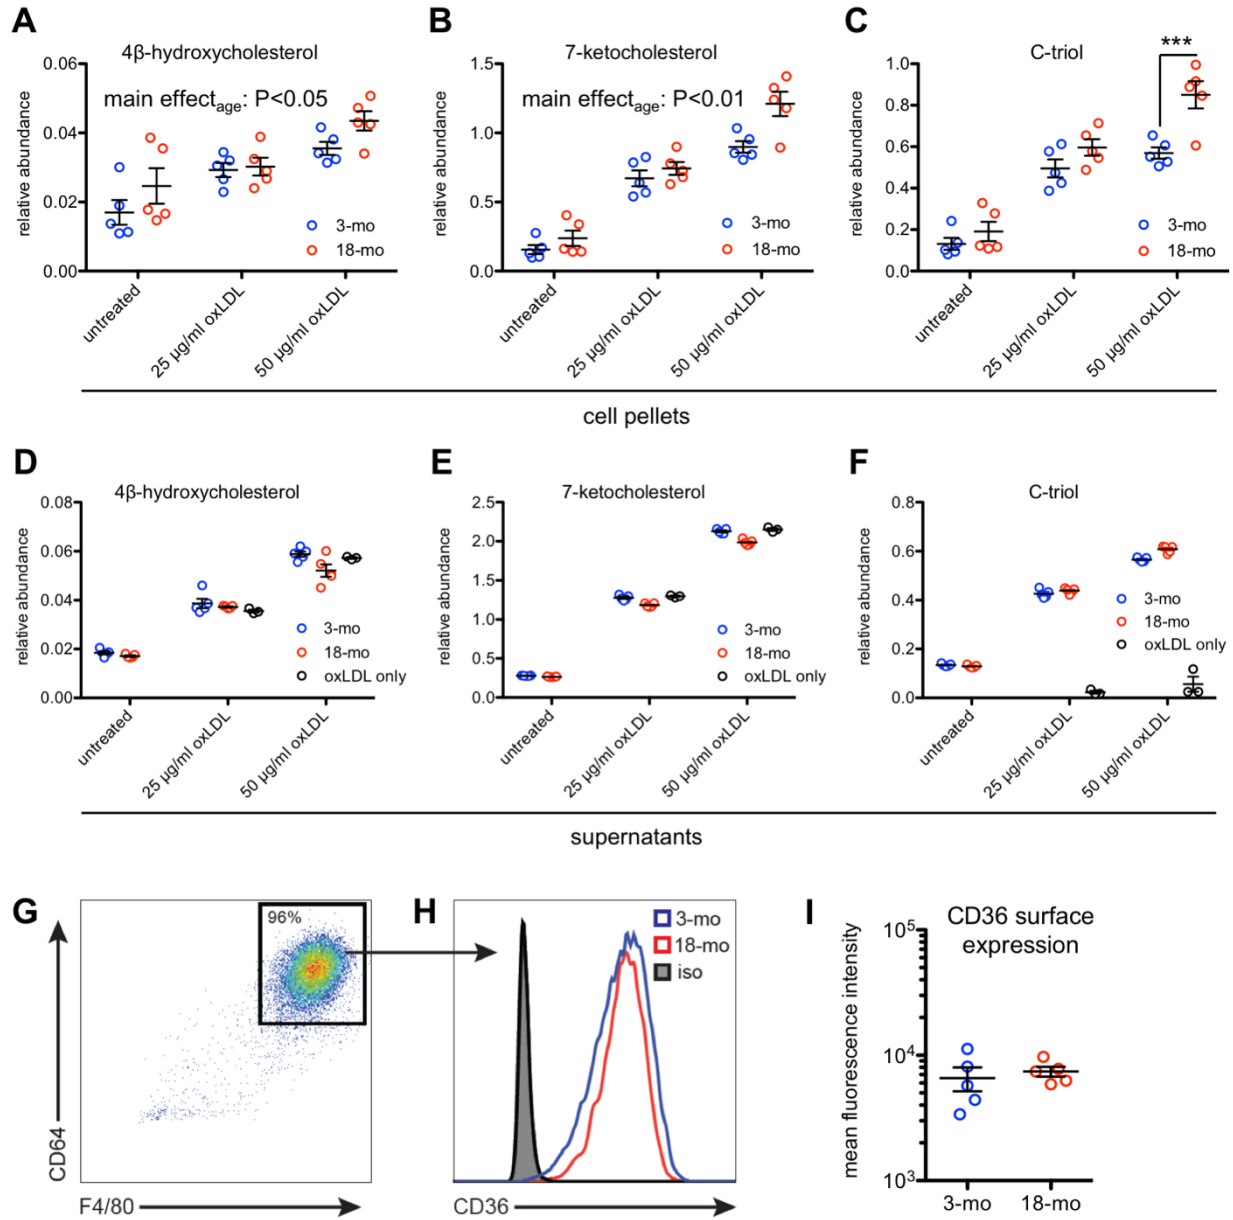 A
4β-hydroxycholesterol
main effect_age: P<0.05
relative abundance
0.06
0.04
0.02
0.00
3-mo
18-mo
untreated
25 µg/ml oxLDL
50 µg/ml oxLDL
B
7-ketocholesterol
main effect_age: P<0.01
relative abundance
1.5
1.0
0.5
0.0
3-mo
18-mo
untreated
25 µg/ml oxLDL
50 µg/ml oxLDL
C
C-triol
***
relative abundance
1.0
0.8
0.6
0.4
0.2
0.0
3-mo
18-mo
untreated
25 µg/ml oxLDL
50 µg/ml oxLDL
cell pellets
D
4β-hydroxycholesterol
relative abundance
0.08
0.06
0.04
0.02
0.00
3-mo
18-mo
oxLDL only
untreated
25 µg/ml oxLDL
50 µg/ml oxLDL
E
7-ketocholesterol
relative abundance
2.5
2.0
1.5
1.0
0.5
0.0
3-mo
18-mo
oxLDL only
untreated
25 µg/ml oxLDL
50 µg/ml oxLDL
F
C-triol
relative abundance
0.8
0.6
0.4
0.2
0.0
3-mo
18-mo
oxLDL only
untreated
25 µg/ml oxLDL
50 µg/ml oxLDL
supernatants
G
96%
CD64
F4/80
H
3-mo
18-mo
iso
CD36
I
CD36 surface
expression
mean fluorescence intensity
10⁵
10⁴
10³
3-mo
18-mo